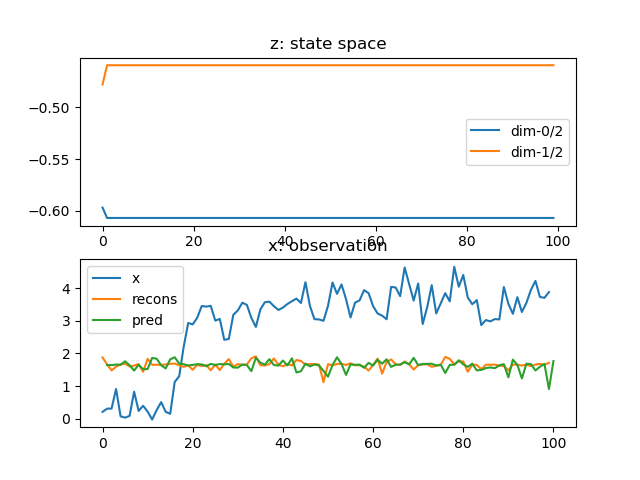 z: state space
−0.50
−0.55
−0.60
dim-0/2
dim-1/2
0 20 40 60 80 100
x: observation
4
3
2
1
0
x
recons
pred
0 20 40 60 80 100